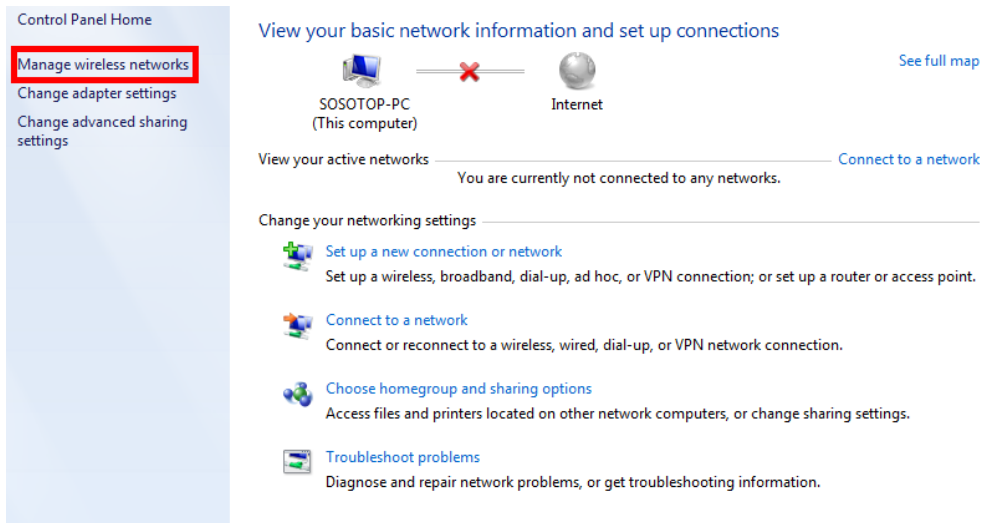 Control Panel Home
Manage wireless networks
Change adapter settings
Change advanced sharing
settings
View your basic network information and set up connections
See full map
SOSOTOP-PC
(This computer)
Internet
View your active networks
Connect to a network
You are currently not connected to any networks.
Change your networking settings
Set up a new connection or network
Set up a wireless, broadband, dial-up, ad hoc, or VPN connection; or set up a router or access point.
Connect to a network
Connect or reconnect to a wireless, wired, dial-up, or VPN network connection.
Choose homegroup and sharing options
Access files and printers located on other network computers, or change sharing settings.
Troubleshoot problems
Diagnose and repair network problems, or get troubleshooting information.